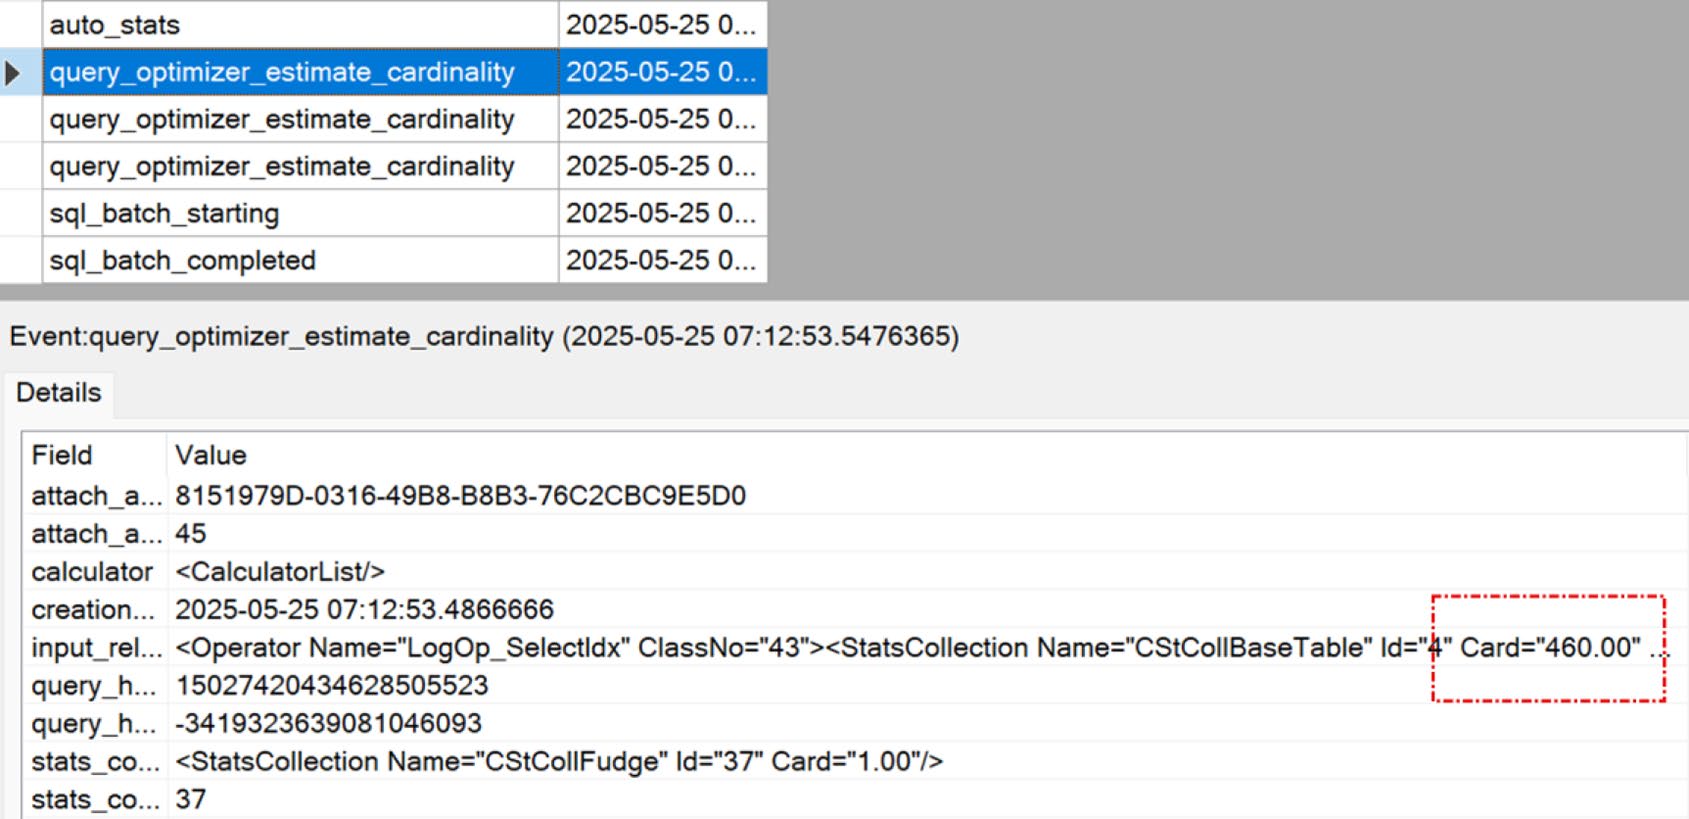 auto_stats 2025-05-25 0...
query_optimizer_estimate_cardinality 2025-05-25 0...
query_optimizer_estimate_cardinality 2025-05-25 0...
query_optimizer_estimate_cardinality 2025-05-25 0...
sql_batch_starting 2025-05-25 0...
sql_batch_completed 2025-05-25 0...
Event:query_optimizer_estimate_cardinality (2025-05-25 07:12:53.5476365)
Details
Field Value
attach_a... 8151979D-0316-49B8-B8B3-76C2CBC9E5D0
attach_a... 45
calculator <CalculatorList/>
creation... 2025-05-25 07:12:53.4866666
input_rel... <Operator Name="LogOp_SelectIdx" ClassNo="43"><StatsCollection Name="CStCollBaseTable" Id="4" Card="460.00" ...
query_h... 15027420434628505523
query_h... -3419323639081046093
stats_co... <StatsCollection Name="CStCollFudge" Id="37" Card="1.00"/>
stats_co... 37